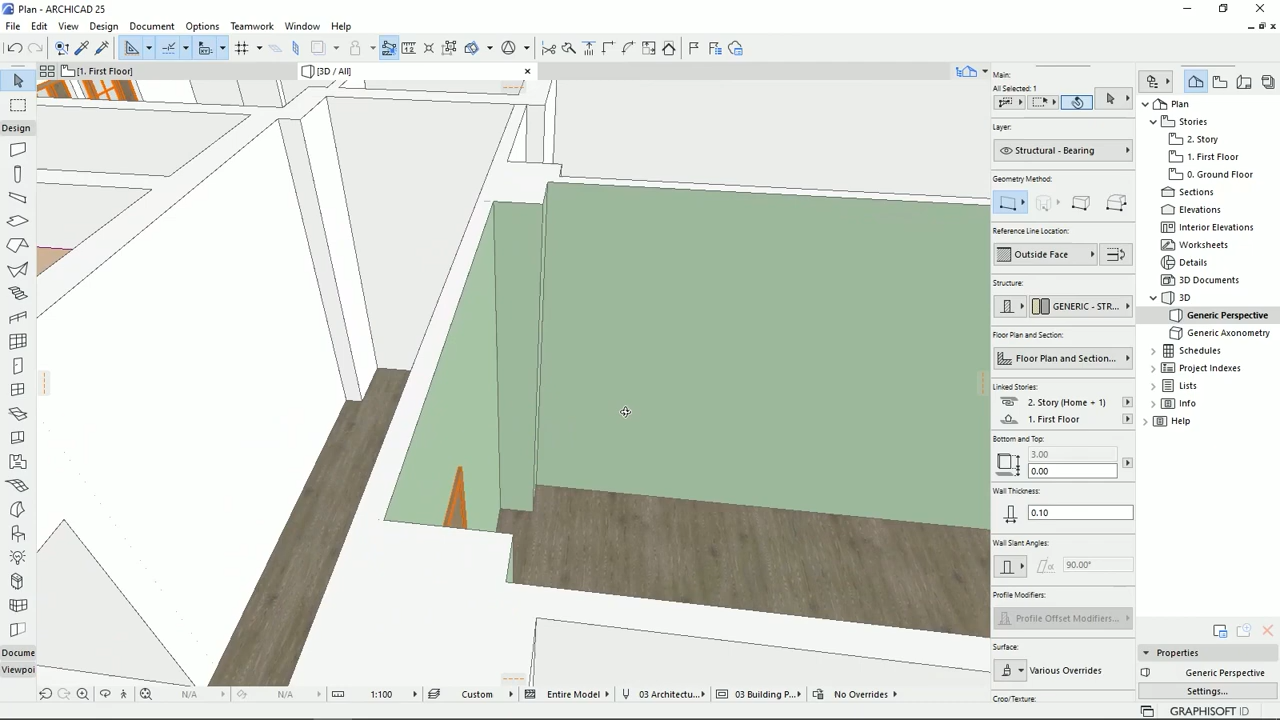 Plan - ARCHICAD 25
File Edit View Design Document Options Teamwork Window Help
[1. First Floor]
[3D / All]
Main:
All Selected: 1
Layer:
Structural - Bearing
Geometry Method:
Reference Line Location:
Outside Face
Structure:
GENERIC - STR...
Floor Plan and Section:
Floor Plan and Section...
Linked Stories:
2. Story (Home + 1)
1. First Floor
Bottom and Top:
3.00
0.00
Wall Thickness:
0.10
Wall Slant Angles:
α
90.00°
Profile Modifiers:
Profile Offset Modifiers...
Surface:
Various Overrides
Crop/Texture:
Design
Docume
Viewpoi
Plan
Stories
2. Story
1. First Floor
0. Ground Floor
Sections
Elevations
Interior Elevations
Worksheets
Details
3D Documents
3D
Generic Perspective
Generic Axonometry
Schedules
Project Indexes
Lists
Info
Help
Properties
Generic Perspective
Settings...
N/A N/A 1:100 Custom Entire Model 03 Architectu... 03 Building P... No Overrides
GRAPHISOFT ID